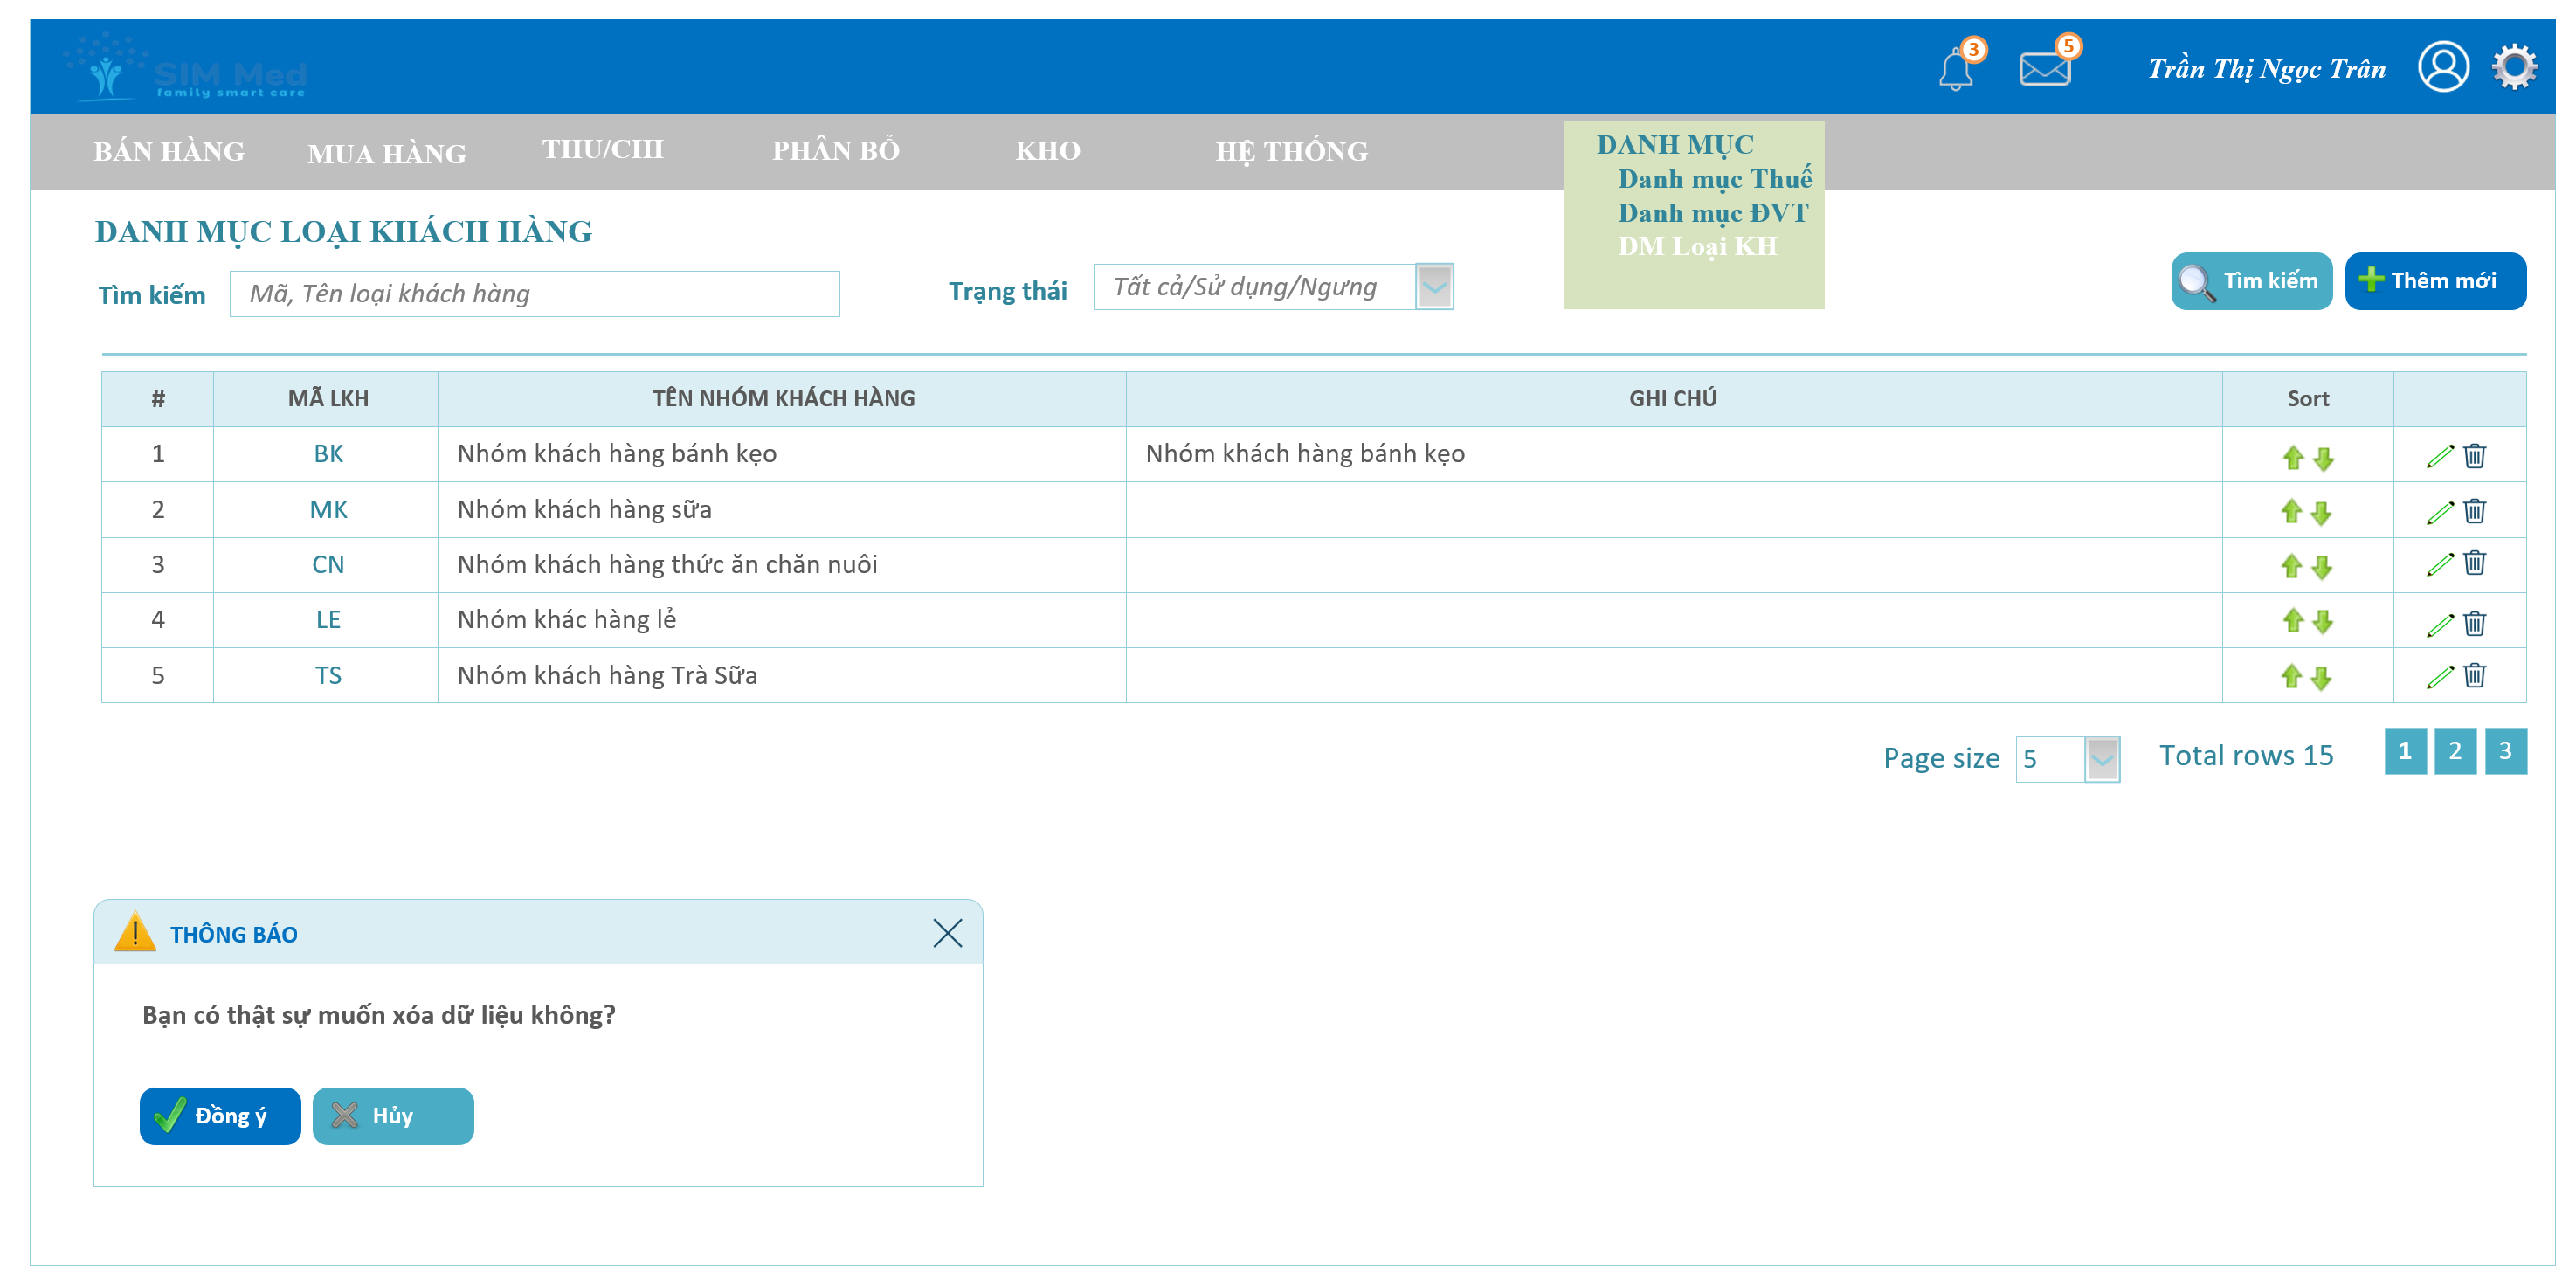 SIM Med
family smart care
3
5
Trần Thị Ngọc Trân
BÁN HÀNG
MUA HÀNG
THU/CHI
PHÂN BỔ
KHO
HỆ THỐNG
DANH MỤC
Danh mục Thuế
Danh mục ĐVT
DM Loại KH
DANH MỤC LOẠI KHÁCH HÀNG
Tìm kiếm
Mã, Tên loại khách hàng
Trạng thái
Tất cả/Sử dụng/Ngưng
Tìm kiếm
Thêm mới
# MÃ LKH TÊN NHÓM KHÁCH HÀNG GHI CHÚ Sort
1 BK Nhóm khách hàng bánh kẹo Nhóm khách hàng bánh kẹo
2 MK Nhóm khách hàng sữa
3 CN Nhóm khách hàng thức ăn chăn nuôi
4 LE Nhóm khác hàng lẻ
5 TS Nhóm khách hàng Trà Sữa
Page size 5 Total rows 15 1 2 3
THÔNG BÁO
Bạn có thật sự muốn xóa dữ liệu không?
Đồng ý
Hủy